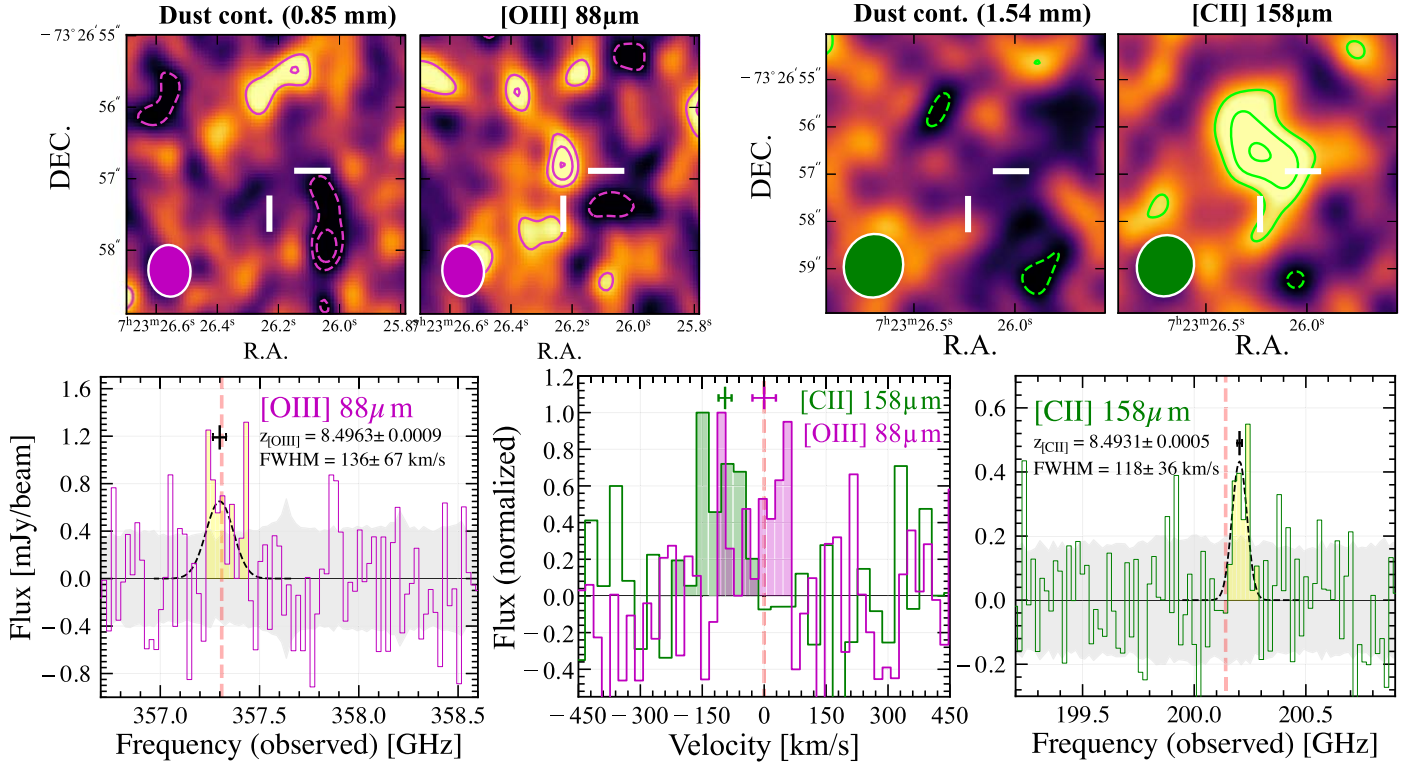 Dust cont. (0.85 mm)
[OIII] 88μm
Dust cont. (1.54 mm)
[CII] 158μm
−73°26′55″
56″
57″
58″
DEC.
7ʰ23ᵐ26.6ˢ
26.4ˢ
26.2ˢ
26.0ˢ
R.A.
26.6ˢ
26.4ˢ
26.2ˢ
26.0ˢ
25.8ˢ
R.A.
−73°26′55″
56″
57″
58″
59″
DEC.
7ʰ23ᵐ26.5ˢ
26.0ˢ
R.A.
7ʰ23ᵐ26.5ˢ
26.0ˢ
R.A.
[OIII] 88μm
z[OIII] = 8.4963± 0.0009
FWHM = 136± 67 km/s
1.6
1.2
0.8
0.4
0.0
−0.4
−0.8
Flux [mJy/beam]
357.0
357.5
358.0
358.5
Frequency (observed) [GHz]
[CII] 158μm
[OIII] 88μm
1.2
1.0
0.8
0.6
0.4
0.2
0.0
−0.2
−0.4
Flux (normalized)
−450
−300
−150
0
150
300
450
Velocity [km/s]
[CII] 158μm
z[CII] = 8.4931± 0.0005
FWHM = 118± 36 km/s
0.6
0.4
0.2
0.0
−0.2
199.5
200.0
200.5
Frequency (observed) [GHz]